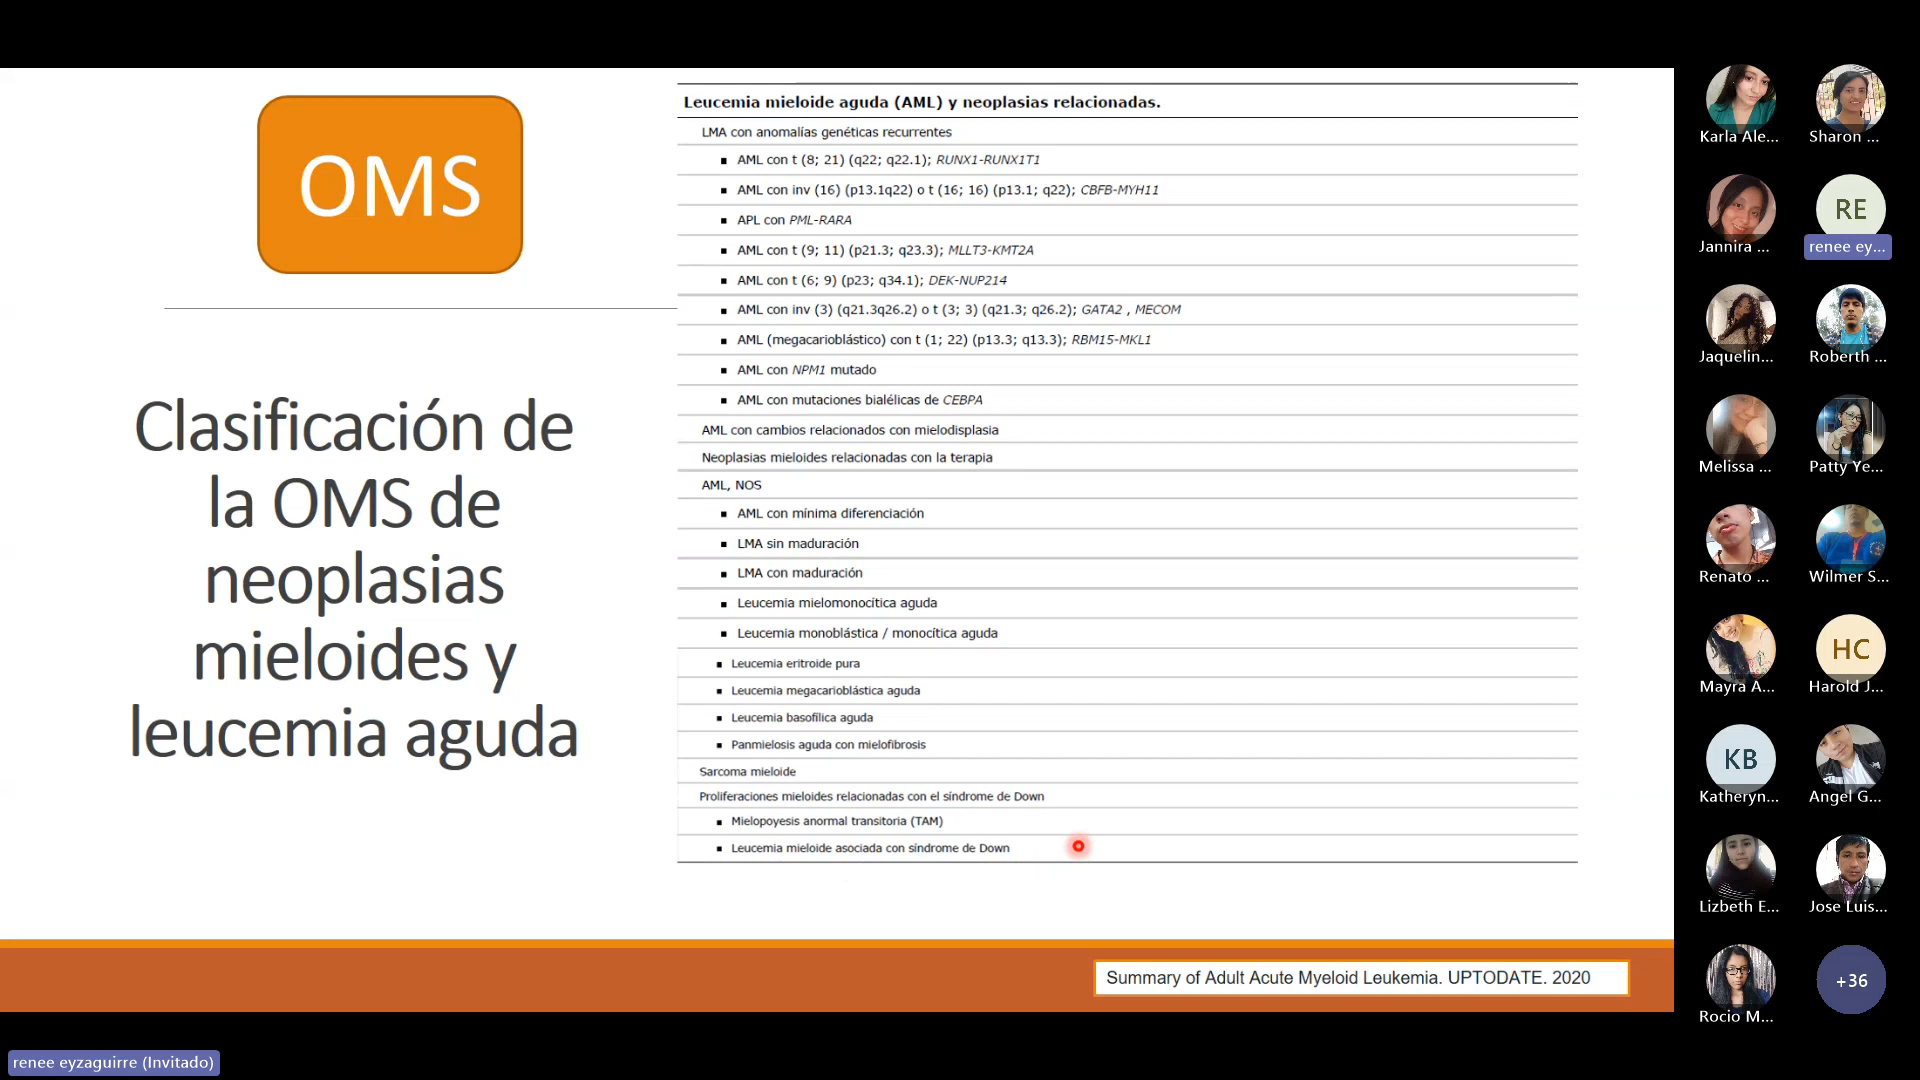 OMS
Clasificación de
la OMS de
neoplasias
mieloides y
leucemia aguda
Leucemia mieloide aguda (AML) y neoplasias relacionadas.
LMA con anomalías genéticas recurrentes
▪ AML con t (8; 21) (q22; q22.1); RUNX1-RUNX1T1
▪ AML con inv (16) (p13.1q22) o t (16; 16) (p13.1; q22); CBFB-MYH11
▪ APL con PML-RARA
▪ AML con t (9; 11) (p21.3; q23.3); MLLT3-KMT2A
▪ AML con t (6; 9) (p23; q34.1); DEK-NUP214
▪ AML con inv (3) (q21.3q26.2) o t (3; 3) (q21.3; q26.2); GATA2 , MECOM
▪ AML (megacarioblástico) con t (1; 22) (p13.3; q13.3); RBM15-MKL1
▪ AML con NPM1 mutado
▪ AML con mutaciones bialélicas de CEBPA
AML con cambios relacionados con mielodisplasia
Neoplasias mieloides relacionadas con la terapia
AML, NOS
▪ AML con mínima diferenciación
▪ LMA sin maduración
▪ LMA con maduración
▪ Leucemia mielomonocítica aguda
▪ Leucemia monoblástica / monocítica aguda
▪ Leucemia eritroide pura
▪ Leucemia megacarioblástica aguda
▪ Leucemia basofílica aguda
▪ Panmielosis aguda con mielofibrosis
Sarcoma mieloide
Proliferaciones mieloides relacionadas con el síndrome de Down
▪ Mielopoyesis anormal transitoria (TAM)
▪ Leucemia mieloide asociada con síndrome de Down
Summary of Adult Acute Myeloid Leukemia. UPTODATE. 2020
renee eyzaguirre (Invitado)
Karla Ale...
Sharon ...
Jannira ...
RE
renee ey...
Jaquelin...
Roberth ...
Melissa ...
Patty Ye...
Renato ...
Wilmer S...
Mayra A...
HC
Harold J...
KB
Katheryn...
Angel G...
Lizbeth E...
Jose Luis...
Rocio M...
+36